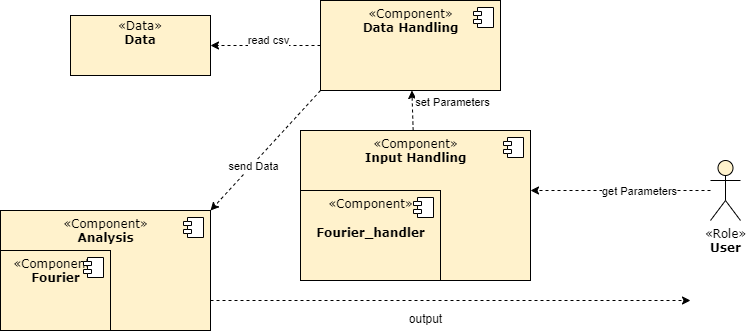 «Data»
Data
read csv
«Component»
Data Handling
set Parameters
send Data
«Component»
Input Handling
«Component»
Fourier_handler
get Parameters
«Role»
User
«Component»
Analysis
«Component
Fourier
output